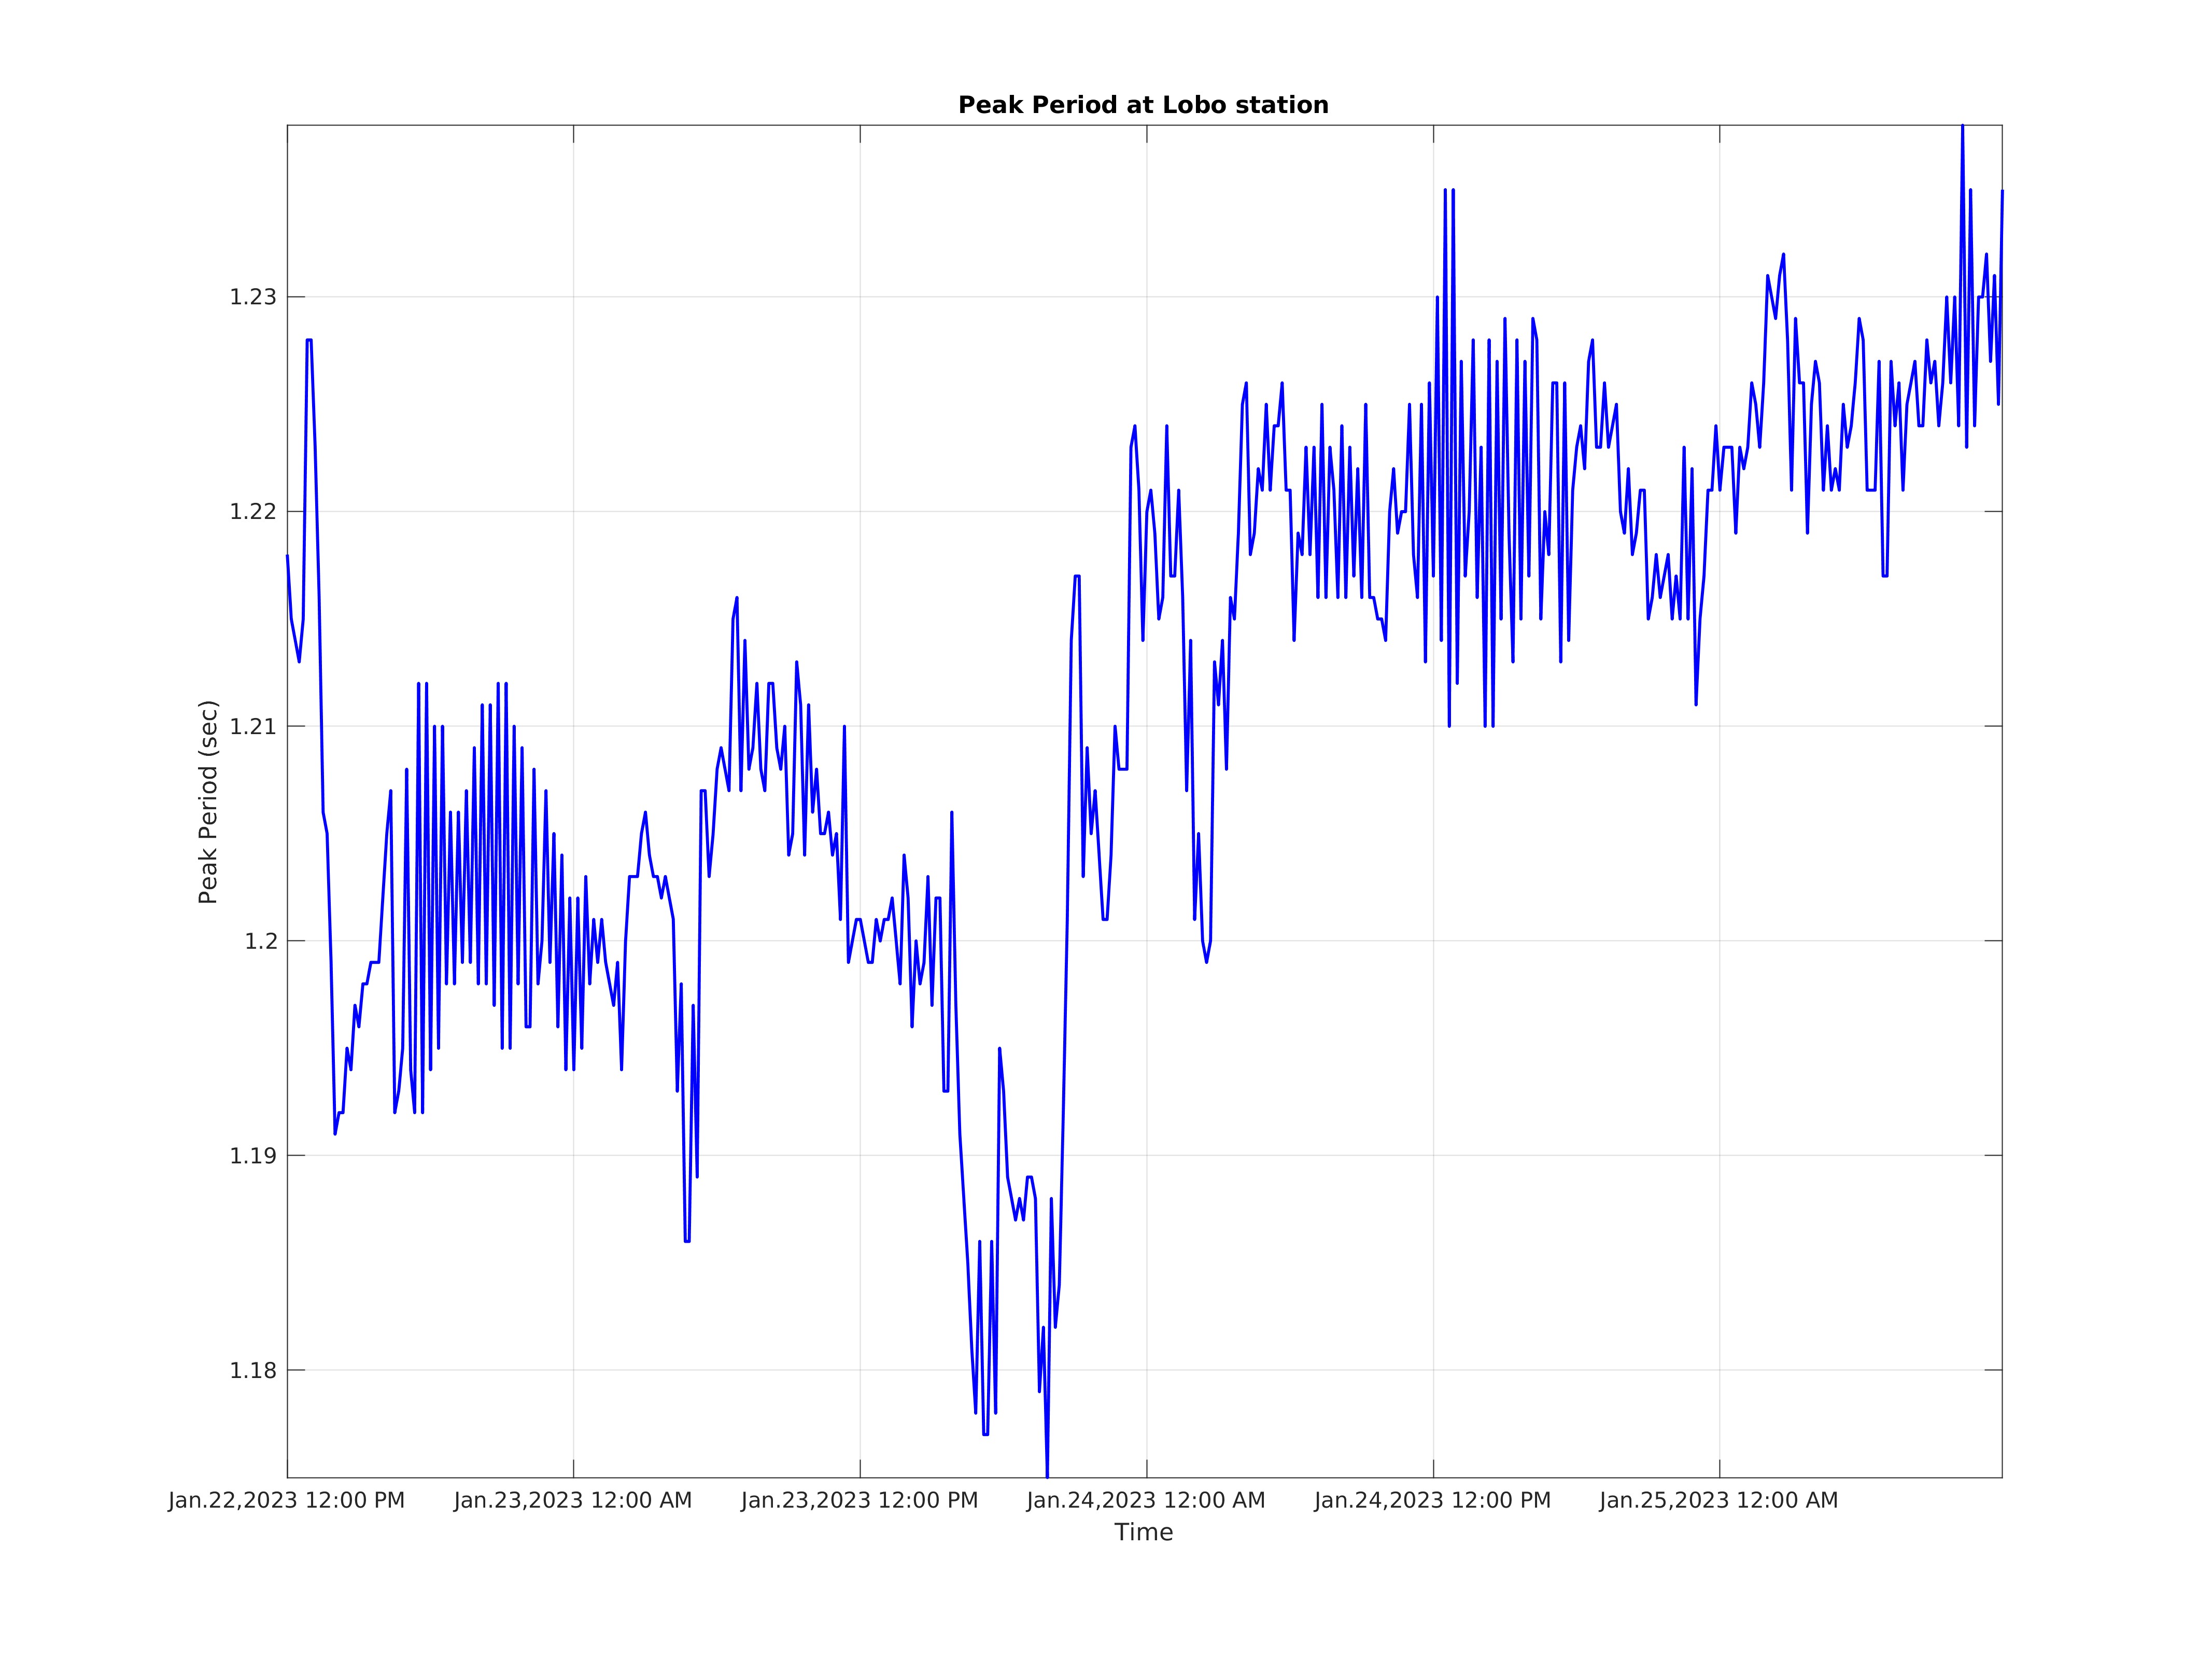 Peak Period at Lobo station
Peak Period (sec)
1.23
1.22
1.21
1.2
1.19
1.18
Jan.22,2023 12:00 PM Jan.23,2023 12:00 AM Jan.23,2023 12:00 PM Jan.24,2023 12:00 AM Jan.24,2023 12:00 PM Jan.25,2023 12:00 AM
Time